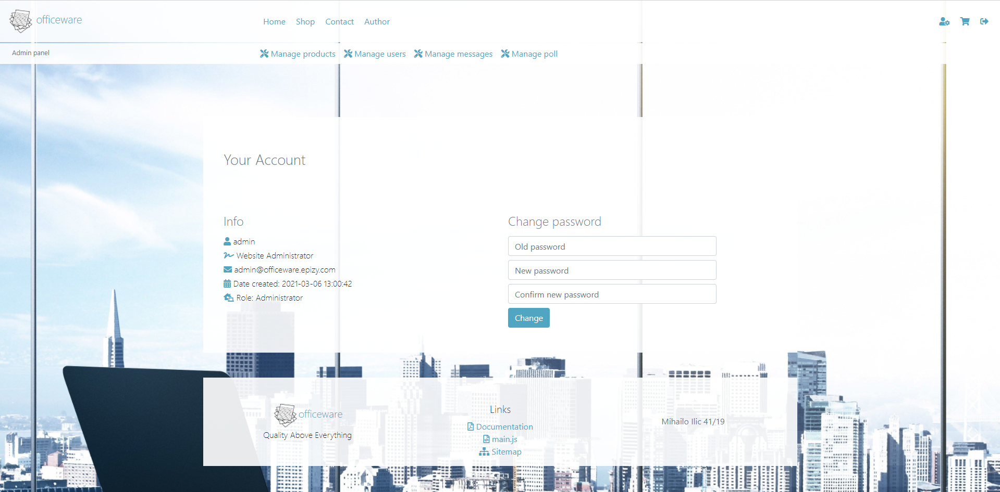 officeware
Home Shop Contact Author
Admin panel
Manage products Manage users Manage messages Manage poll
Your Account
Info
admin
Website Administrator
admin@officeware.epizy.com
Date created: 2021-03-06 13:00:42
Role: Administrator
Change password
Old password
New password
Confirm new password
Change
officeware
Quality Above Everything
Links
Documentation
main.js
Sitemap
Mihailo Ilic 41/19